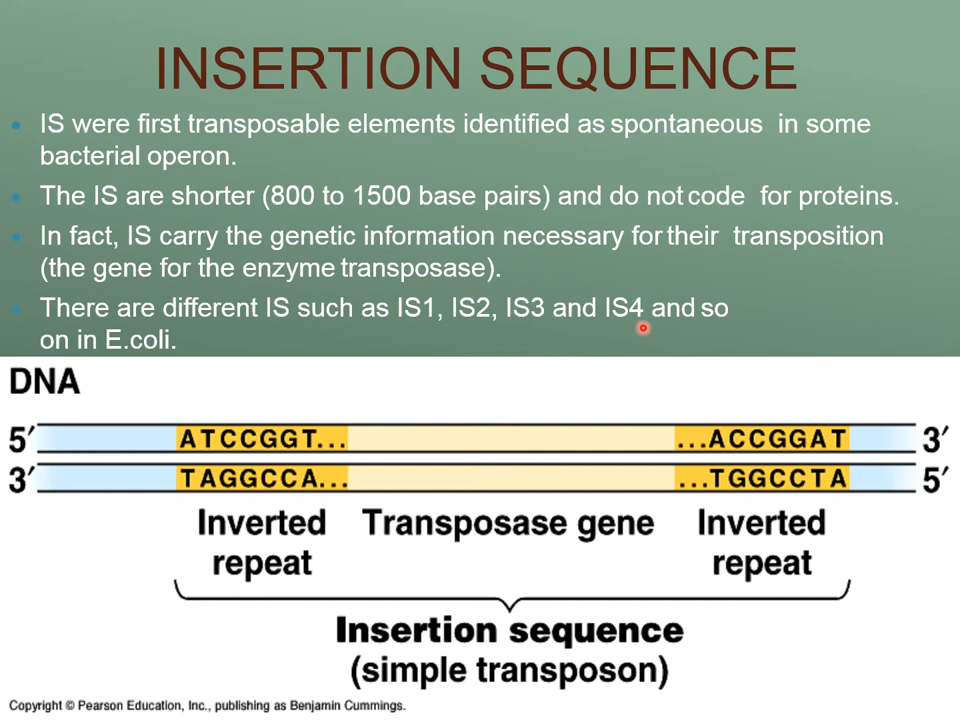 INSERTION SEQUENCE
• IS were first transposable elements identified as spontaneous in some
bacterial operon.
• The IS are shorter (800 to 1500 base pairs) and do not code for proteins.
• In fact, IS carry the genetic information necessary for their transposition
(the gene for the enzyme transposase).
• There are different IS such as IS1, IS2, IS3 and IS4 and so
on in E.coli.
DNA
5′ ATCCGGT... ...ACCGGAT 3′
3′ TAGGCCA... ...TGGCCTA 5′
Inverted repeat
Transposase gene
Inverted repeat
Insertion sequence
(simple transposon)
Copyright © Pearson Education, Inc., publishing as Benjamin Cummings.